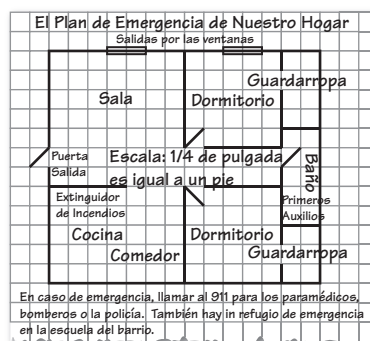 El Plan de Emergencia de Nuestro Hogar
Salidas por las ventanas
Guardarropa
Sala
Dormitorio
Puerta
Salida
Escala: 1/4 de pulgada
es igual a un pie
Baño
Extinguidor
de Incendios
Primeros
Auxilios
Cocina
Dormitorio
Comedor
Guardarropa
En caso de emergencia, llamar al 911 para los paramédicos,
bomberos o la policía. También hay in refugio de emergencia
en la escuela del barrio.